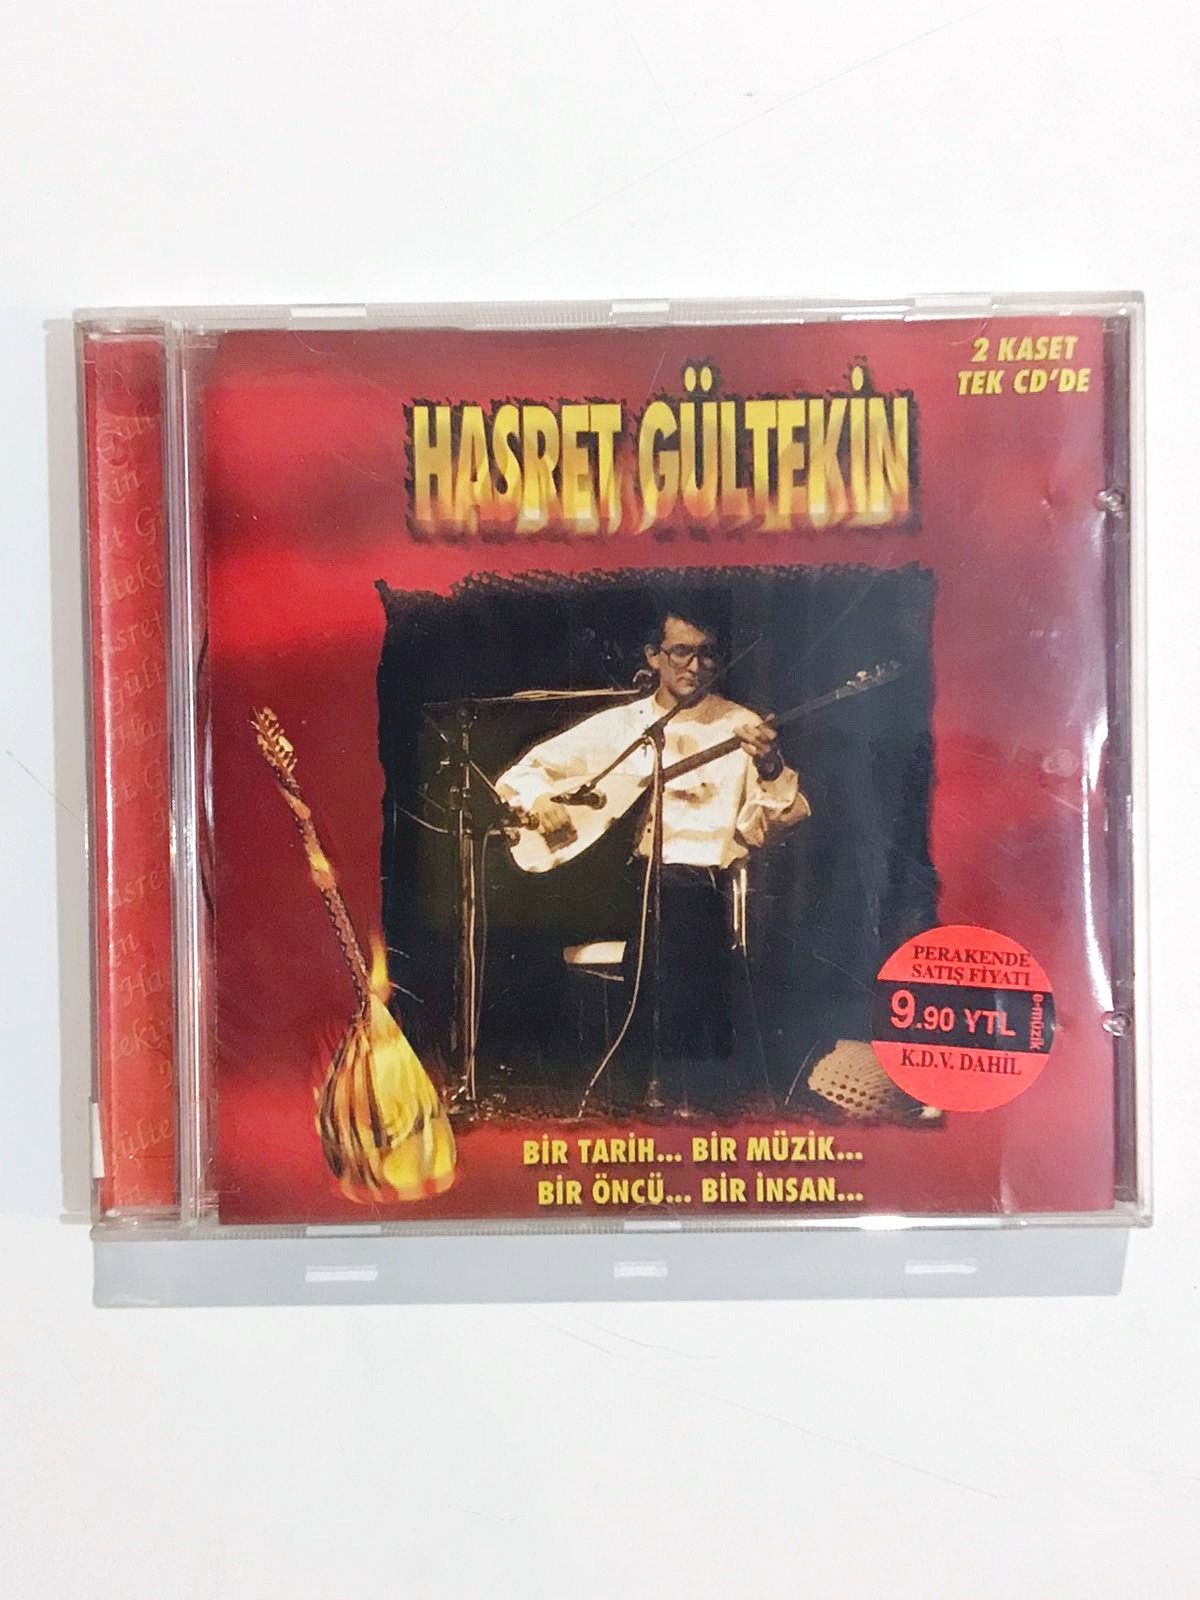 2 KASET
TEK CD'DE
HASRET GÜLTEKİN
PERAKENDE
SATIŞ FİYATI
9.90 YTL
e-müzik
K.D.V. DAHİL
BİR TARİH... BİR MÜZİK...
BİR ÖNCÜ... BİR İNSAN...